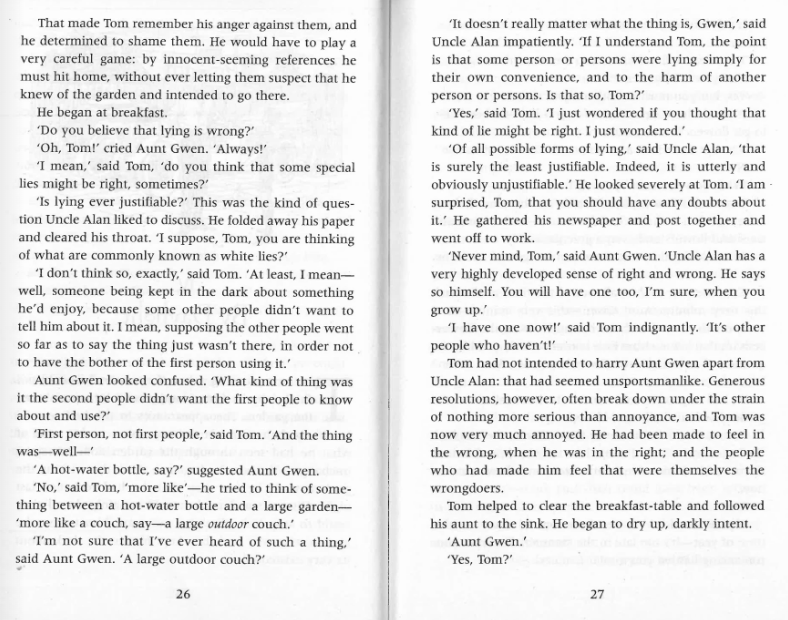 That made Tom remember his anger against them, and
he determined to shame them. He would have to play a
very careful game: by innocent-seeming references he
must hit home, without ever letting them suspect that he
knew of the garden and intended to go there.
He began at breakfast.
‘Do you believe that lying is wrong?’
‘Oh, Tom!’ cried Aunt Gwen. ‘Always!’
‘I mean,’ said Tom, ‘do you think that some special
lies might be right, sometimes?’
‘Is lying ever justifiable?’ This was the kind of ques-
tion Uncle Alan liked to discuss. He folded away his paper
and cleared his throat. ‘I suppose, Tom, you are thinking
of what are commonly known as white lies?’
‘I don’t think so, exactly,’ said Tom. ‘At least, I mean—
well, someone being kept in the dark about something
he’d enjoy, because some other people didn’t want to
tell him about it. I mean, supposing the other people went
so far as to say the thing just wasn’t there, in order not
to have the bother of the first person using it.’
Aunt Gwen looked confused. ‘What kind of thing was
it the second people didn’t want the first people to know
about and use?’
‘First person, not first people,’ said Tom. ‘And the thing
was—well—’
‘A hot-water bottle, say?’ suggested Aunt Gwen.
‘No,’ said Tom, ‘more like’—he tried to think of some-
thing between a hot-water bottle and a large garden—
‘more like a couch, say—a large outdoor couch.’
‘I’m not sure that I’ve ever heard of such a thing,’
said Aunt Gwen. ‘A large outdoor couch?’
26
‘It doesn’t really matter what the thing is, Gwen,’ said
Uncle Alan impatiently. ‘If I understand Tom, the point
is that some person or persons were lying simply for
their own convenience, and to the harm of another
person or persons. Is that so, Tom?’
‘Yes,’ said Tom. ‘I just wondered if you thought that
kind of lie might be right. I just wondered.’
‘Of all possible forms of lying,’ said Uncle Alan, ‘that
is surely the least justifiable. Indeed, it is utterly and
obviously unjustifiable.’ He looked severely at Tom. ‘I am
surprised, Tom, that you should have any doubts about
it.’ He gathered his newspaper and post together and
went off to work.
‘Never mind, Tom,’ said Aunt Gwen. ‘Uncle Alan has a
very highly developed sense of right and wrong. He says
so himself. You will have one too, I’m sure, when you
grow up.’
‘I have one now!’ said Tom indignantly. ‘It’s other
people who haven’t!’
Tom had not intended to harry Aunt Gwen apart from
Uncle Alan: that had seemed unsportsmanlike. Generous
resolutions, however, often break down under the strain
of nothing more serious than annoyance, and Tom was
now very much annoyed. He had been made to feel in
the wrong, when he was in the right; and the people
who had made him feel that were themselves the
wrongdoers.
Tom helped to clear the breakfast-table and followed
his aunt to the sink. He began to dry up, darkly intent.
‘Aunt Gwen.’
‘Yes, Tom?’
27